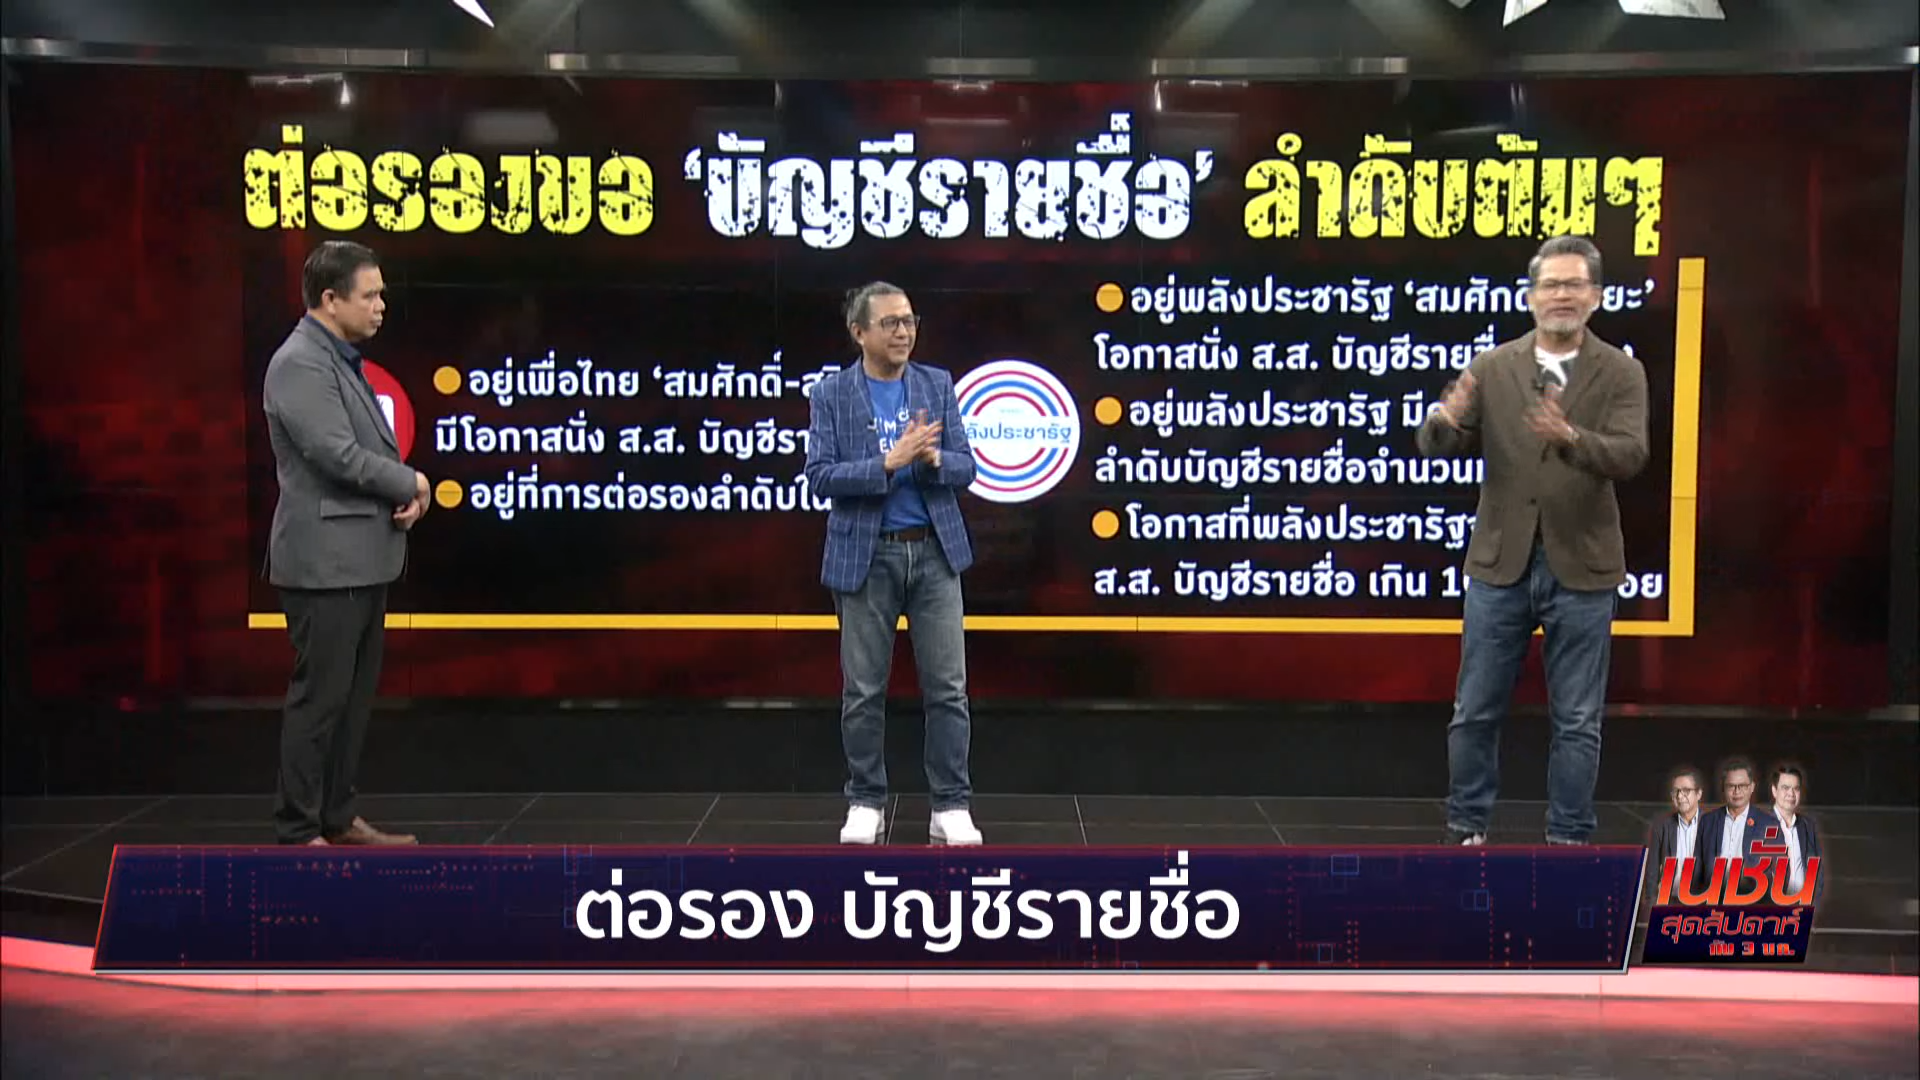 ต่อรองขอ ‘บัญชีรายชื่อ’ ลำดับต้นๆ
อยู่เพื่อไทย ‘สมศักดิ์-
มีโอกาสนั่ง ส.ส.
อยู่ที่การต่อรองลำดับใน
ลังประชารัฐ
อยู่พลังประชารัฐ ‘สมศักดิ์
โอกาสนั่ง ส.ส. บัญชีรายชื่อ
อยู่พลังประชารัฐ
ลำดับบัญชีรายชื่อจำนวน
โอกาสที่พลังประชารัฐ
ส.ส. บัญชีรายชื่อ เกิน
ต่อรอง บัญชีรายชื่อ
เนชั่น
สุดสัปดาห์
กับ 3 บก.